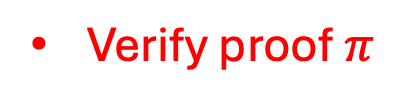 • Verify proof 𝜋